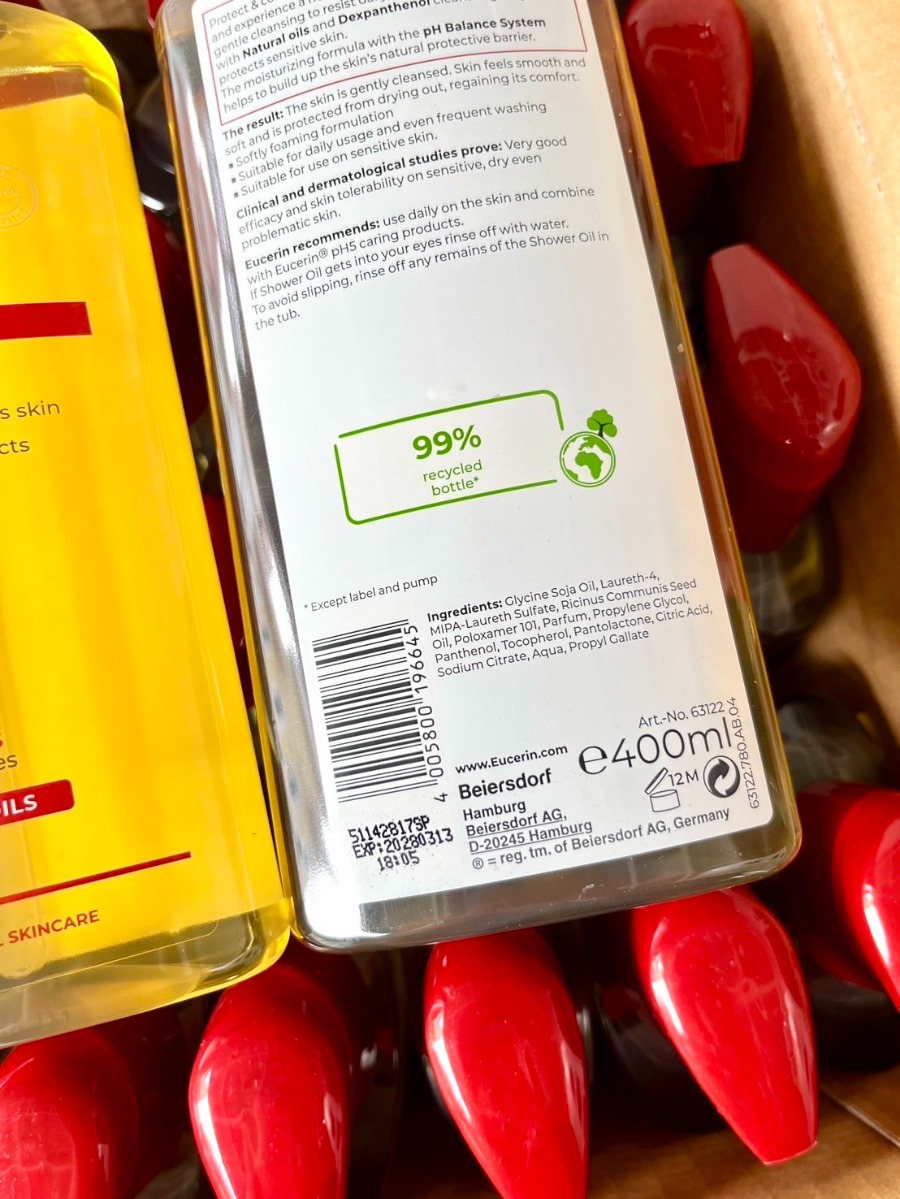 Protect &
and experience a
gentle cleansing to resist
with Natural oils and Dexpanthenol
protects sensitive skin.
The moisturizing formula with the pH Balance System
helps to build up the skin's natural protective barrier.
The result: The skin is gently cleansed. Skin feels smooth and
soft and is protected from drying out, regaining its comfort.
▪ Softly foaming formulation
▪ Suitable for daily usage and even frequent washing
▪ Suitable for use on sensitive skin.
Clinical and dermatological studies prove: Very good
efficacy and skin tolerability on sensitive, dry even
problematic skin.
Eucerin recommends: use daily on the skin and combine
with Eucerin® pH5 caring products.
If Shower Oil gets into your eyes rinse off with water.
To avoid slipping, rinse off any remains of the Shower Oil in
the tub.
99%
recycled
bottle*
* Except label and pump
Ingredients: Glycine Soja Oil, Laureth-4,
MIPA-Laureth Sulfate, Ricinus Communis Seed
Oil, Poloxamer 101, Parfum, Propylene Glycol,
Panthenol, Tocopherol, Pantolactone, Citric Acid,
Sodium Citrate, Aqua, Propyl Gallate
4 005800 196645
Art.-No. 63122
e400ml
12M
63122.780.AB.04
www.Eucerin.com
Beiersdorf
Hamburg
Beiersdorf AG,
D-20245 Hamburg
® = reg. tm. of Beiersdorf AG, Germany
51142817SP
EXP:20280313
18:05
s skin
cts
es
OILS
SKINCARE